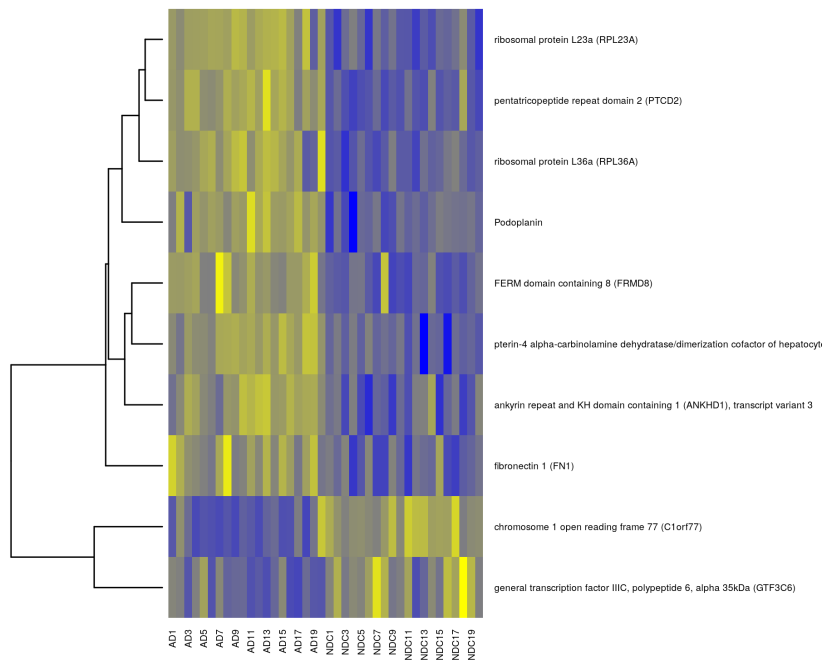 ribosomal protein L23a (RPL23A)
pentatricopeptide repeat domain 2 (PTCD2)
ribosomal protein L36a (RPL36A)
Podoplanin
FERM domain containing 8 (FRMD8)
pterin-4 alpha-carbinolamine dehydratase/dimerization cofactor of hepatocyt
ankyrin repeat and KH domain containing 1 (ANKHD1), transcript variant 3
fibronectin 1 (FN1)
chromosome 1 open reading frame 77 (C1orf77)
general transcription factor IIIC, polypeptide 6, alpha 35kDa (GTF3C6)
AD1
AD3
AD5
AD7
AD9
AD11
AD13
AD15
AD17
AD19
NDC1
NDC3
NDC5
NDC7
NDC9
NDC11
NDC13
NDC15
NDC17
NDC19